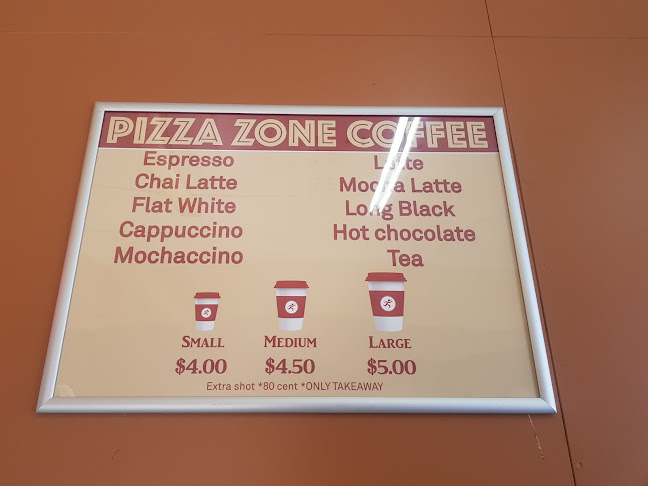 PIZZA ZONE COFFEE
Espresso
Chai Latte
Flat White
Cappuccino
Mochaccino
Latte
Mocha Latte
Long Black
Hot chocolate
Tea
SMALL MEDIUM LARGE
$4.00 $4.50 $5.00
Extra shot *80 cent *ONLY TAKEAWAY